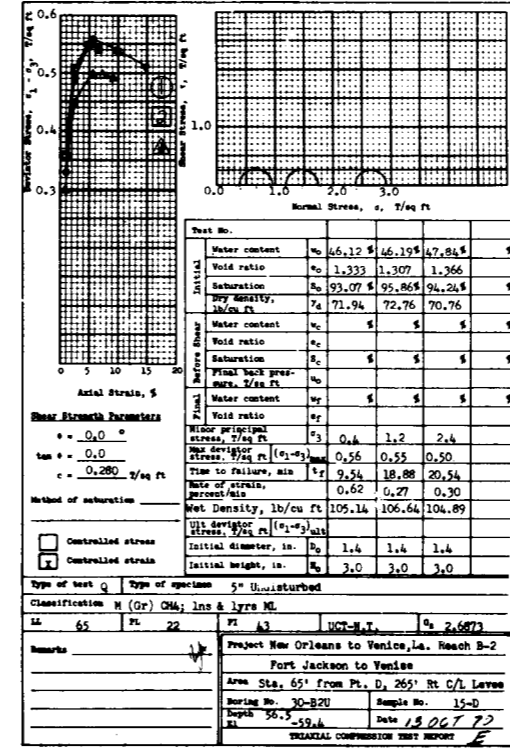 0.6
0.5
0.4
0.3
Deviator Stress, σ1 - σ3, T/sq ft
0 5 10 15 20
Axial Strain, %
Shear Stress, τ, T/sq ft
1.0
0.0 1.0 2.0 3.0
Normal Stress, σ, T/sq ft
Shear Strength Parameters
φ = 0.0 °
tan φ = 0.0
c = 0.280 T/sq ft
Method of saturation
Controlled stress
x Controlled strain
Test No.
Initial
Water content w0 46.12 % 46.19% 47.84% %
Void ratio e0 1.333 1.307 1.366
Saturation S0 93.07 % 95.86% 94.24% %
Dry density, lb/cu ft γd 71.94 72.76 70.76
Before Shear
Water content wc % % % %
Void ratio ec
Saturation Sc % % % %
Final back pressure, T/sq ft u0
Final
Water content wf % % % %
Void ratio ef
Minor principal stress, T/sq ft σ3 0.4 1.2 2.4
Max deviator stress, T/sq ft (σ1-σ3)max 0.56 0.55 0.50
Time to failure, min tf 9.54 18.88 20.54
Rate of strain, percent/min 0.62 0.27 0.30
Wet Density, lb/cu ft 105.14 106.64 104.89
Ult deviator stress, T/sq ft (σ1-σ3)ult
Initial diameter, in. D0 1.4 1.4 1.4
Initial height, in. H0 3.0 3.0 3.0
Type of test Q Type of specimen 5" Undisturbed
Classification M (Gr) CH4; lns & lyrs ML
LL 65 PL 22 PI 43 UCT-N.T. Gs 2.6873
Remarks
Project New Orleans to Venice, La. Reach B-2
Fort Jackson to Venise
Area Sta. 65' from Pt. D, 265' Rt C/L Levee
Boring No. 30-B2U Sample No. 15-D
Depth El 56.5 -59.4 Date 13 OCT 70
TRIAXIAL COMPRESSION TEST REPORT E